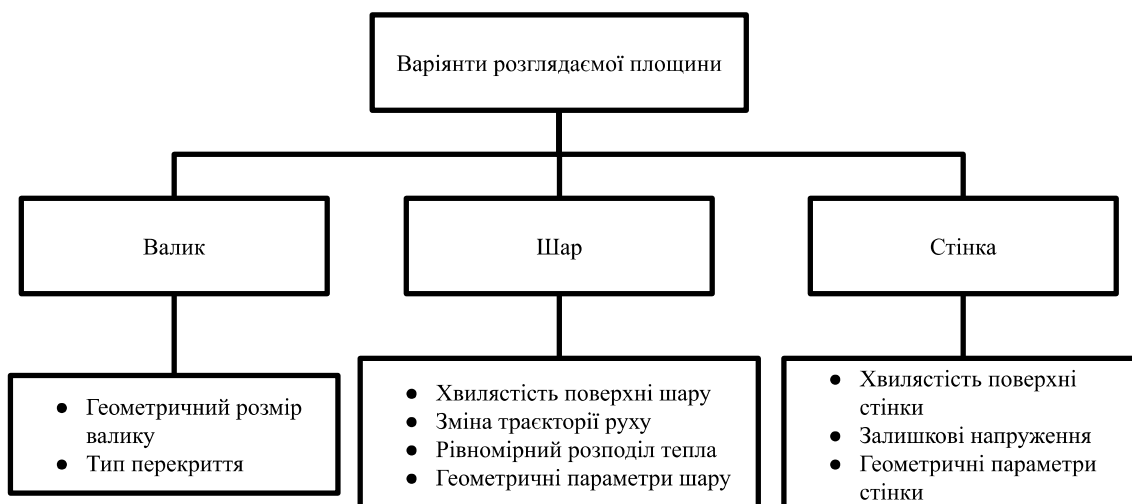 Варіянти розглядаємої площини
Валик
Шар
Стінка
● Геометричний розмір
валику
● Тип перекриття
● Хвилястість поверхні шару
● Зміна траєкторії руху
● Рівномірний розподіл тепла
● Геометричні параметри шару
● Хвилястість поверхні
стінки
● Залишкові напруження
● Геометричні параметри
стінки